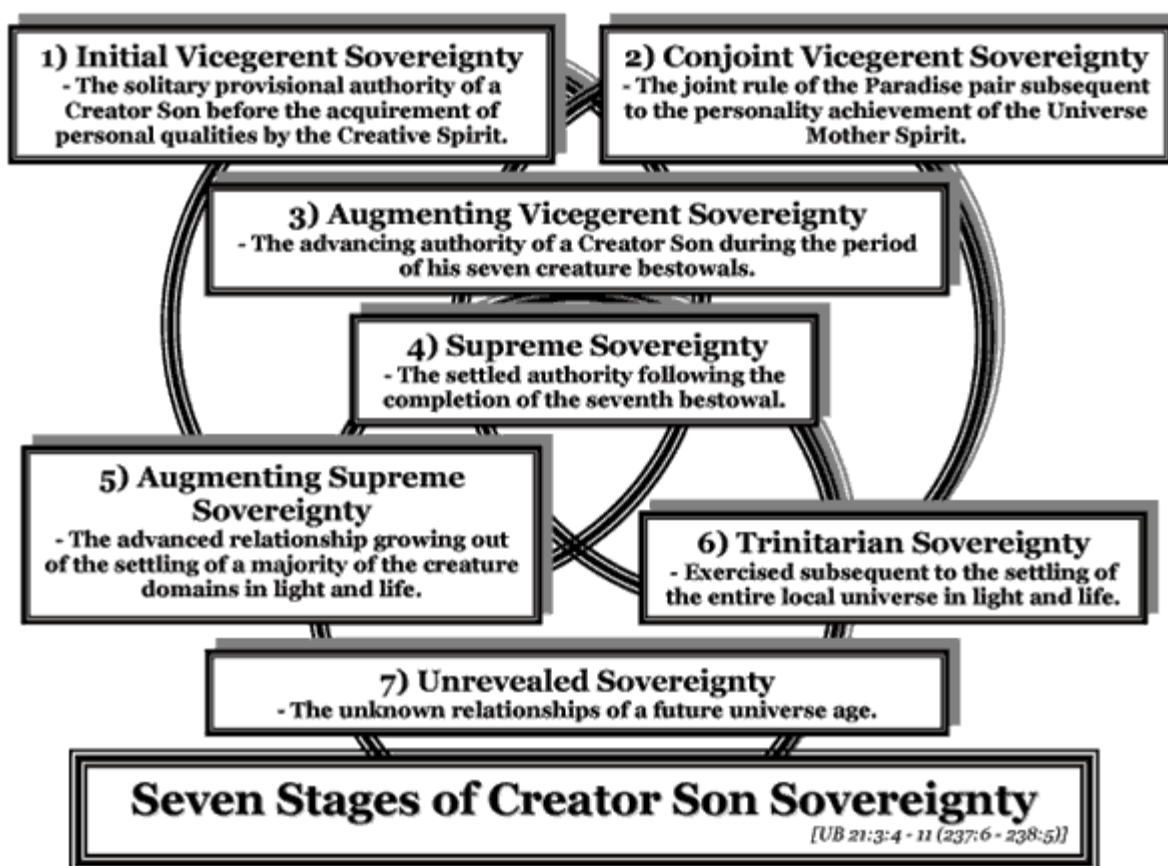 1) Initial Vicegerent Sovereignty
- The solitary provisional authority of a
Creator Son before the acquirement of
personal qualities by the Creative Spirit.
2) Conjoint Vicegerent Sovereignty
- The joint rule of the Paradise pair subsequent
to the personality achievement of the Universe
Mother Spirit.
3) Augmenting Vicegerent Sovereignty
- The advancing authority of a Creator Son during the period
of his seven creature bestowals.
4) Supreme Sovereignty
- The settled authority following the
completion of the seventh bestowal.
5) Augmenting Supreme
Sovereignty
- The advanced relationship growing out
of the settling of a majority of the creature
domains in light and life.
6) Trinitarian Sovereignty
- Exercised subsequent to the settling of
the entire local universe in light and life.
7) Unrevealed Sovereignty
- The unknown relationships of a future universe age.
Seven Stages of Creator Son Sovereignty
[UB 21:3:4 - 11 (237:6 - 238:5)]